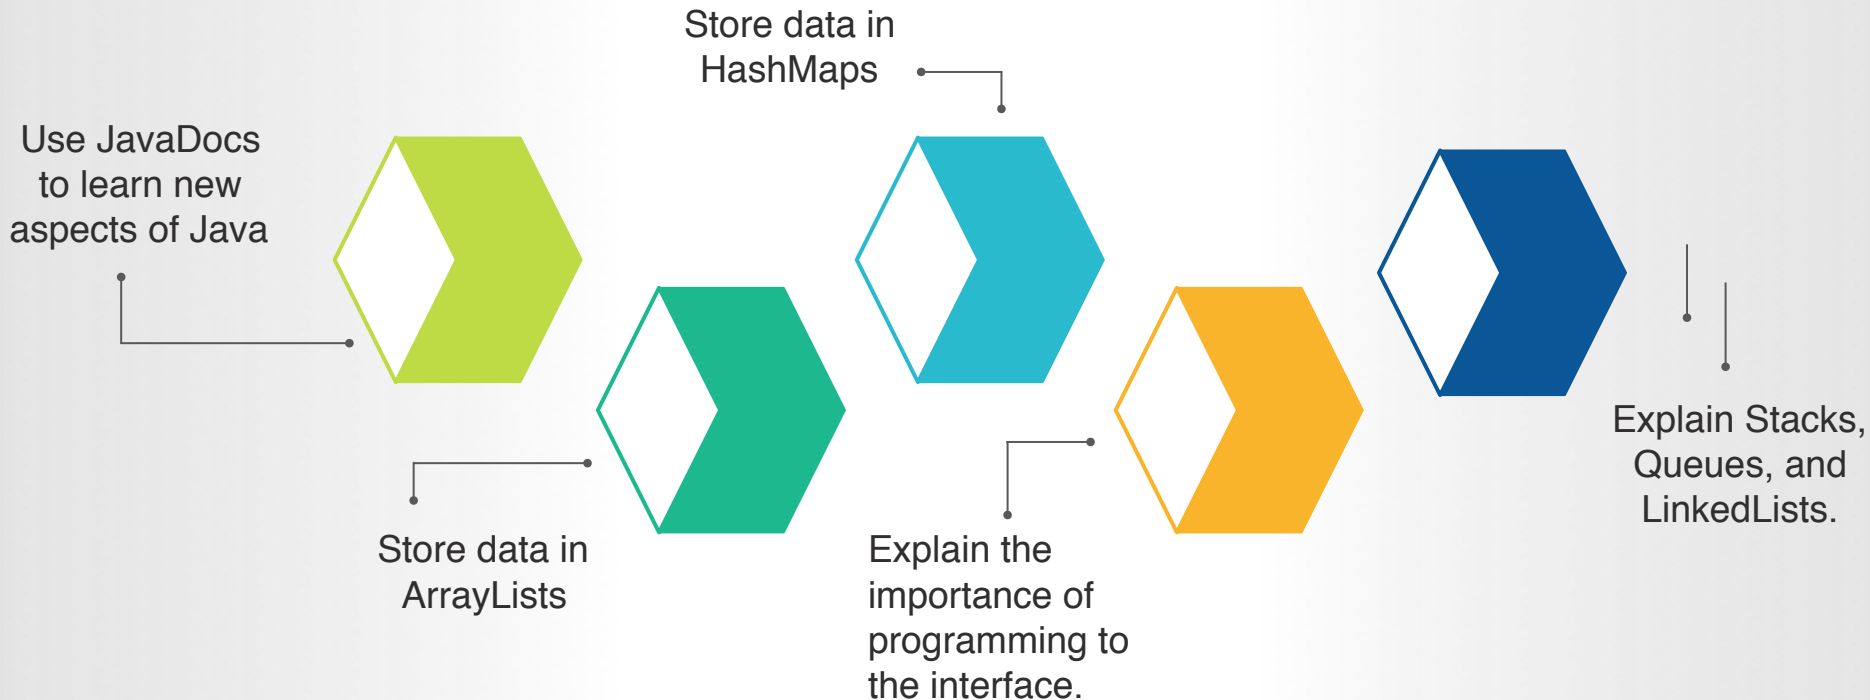 Use JavaDocs
to learn new
aspects of Java
Store data in
ArrayLists
Store data in
HashMaps
Explain the
importance of
programming to
the interface.
Explain Stacks,
Queues, and
LinkedLists.